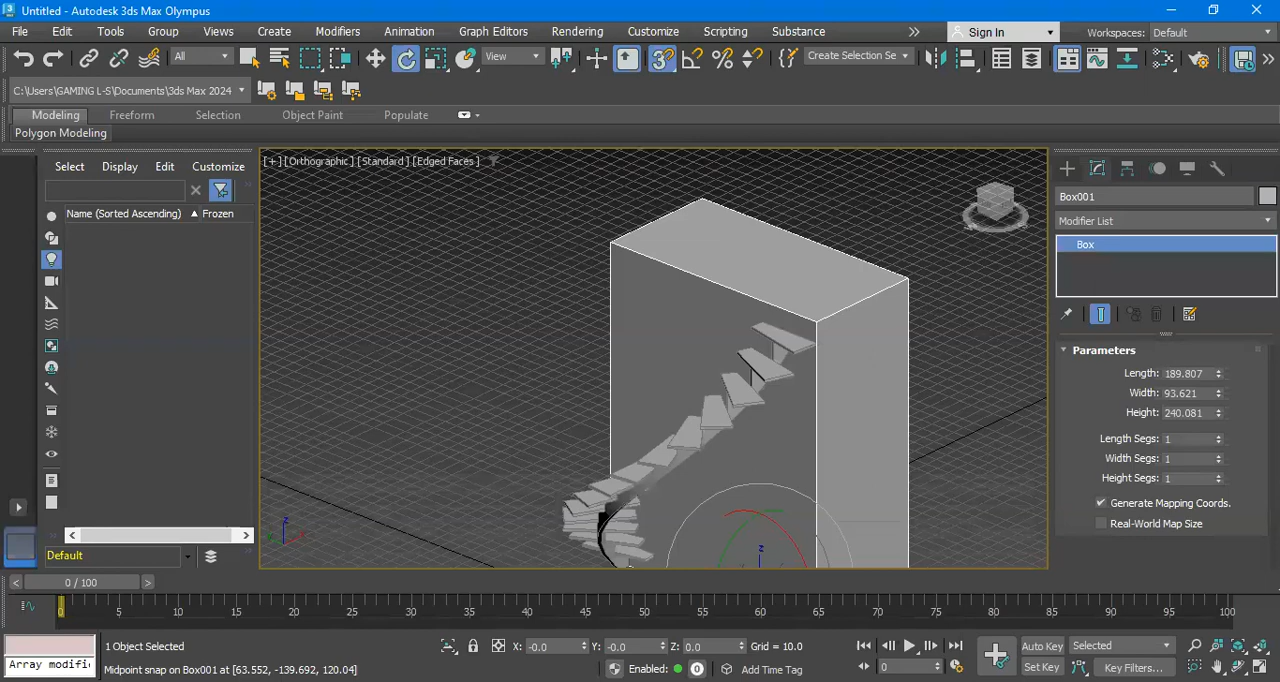 Untitled - Autodesk 3ds Max Olympus
File Edit Tools Group Views Create Modifiers Animation Graph Editors Rendering Customize Scripting Substance Sign In Workspaces: Default
All View Create Selection Se
C:\Users\GAMING L-S\Documents\3ds Max 2024
Modeling Freeform Selection Object Paint Populate
Polygon Modeling
Select Display Edit Customize
Name (Sorted Ascending) Frozen
[+] [Orthographic] [Standard] [Edged Faces]
Box001
Modifier List
Box
Parameters
Length: 189.807
Width: 93.621
Height: 240.081
Length Segs: 1
Width Segs: 1
Height Segs: 1
Generate Mapping Coords.
Real-World Map Size
z
z
x
Default
0 / 100
0 5 10 15 20 25 30 35 40 45 50 55 60 65 70 75 80 85 90 95 100
1 Object Selected X: -0.0 Y: -0.0 Z: 0.0 Grid = 10.0 Auto Key Selected
Array modifi
Midpoint snap on Box001 at [63.552, -139.692, 120.04] Enabled: 0 Add Time Tag 0 Set Key Key Filters...